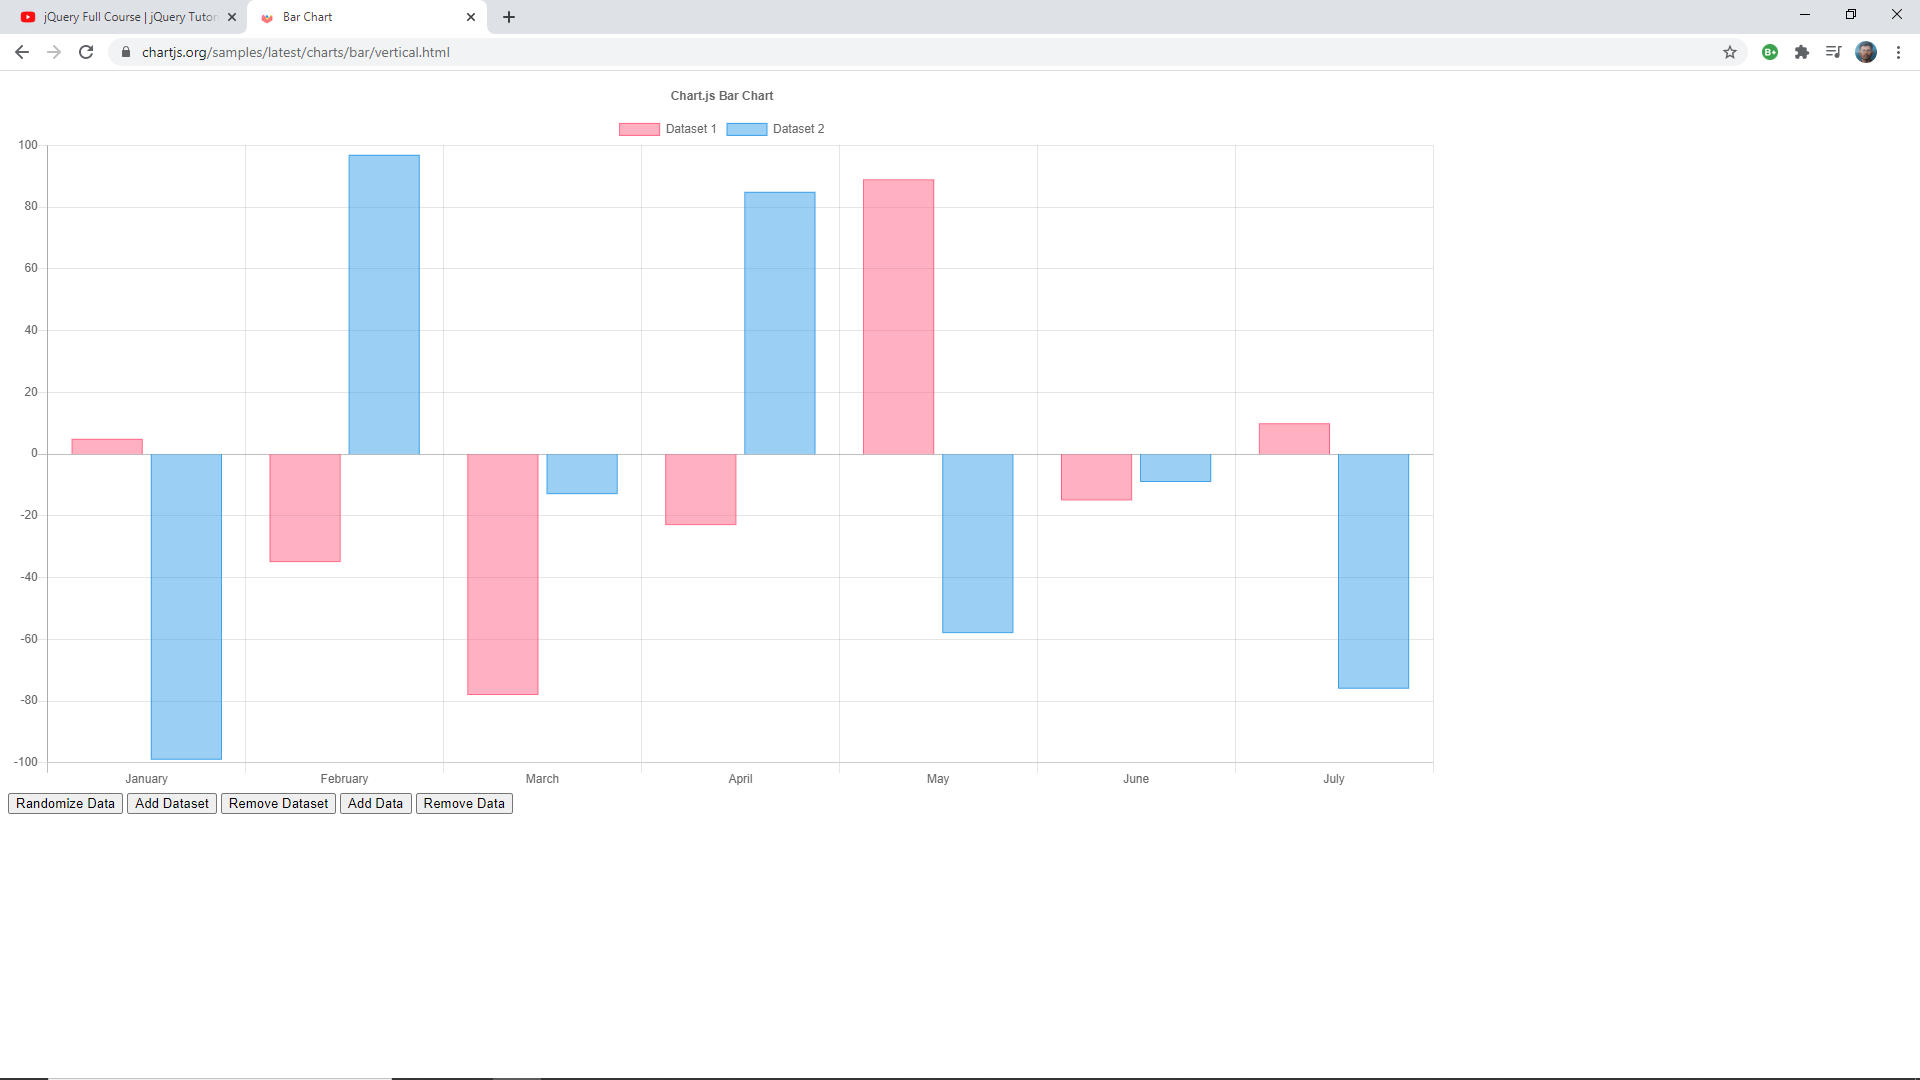 jQuery Full Course | jQuery Tutor
Bar Chart
chartjs.org/samples/latest/charts/bar/vertical.html
B+
Chart.js Bar Chart
Dataset 1 Dataset 2
100
80
60
40
20
0
-20
-40
-60
-80
-100
January February March April May June July
Randomize Data Add Dataset Remove Dataset Add Data Remove Data